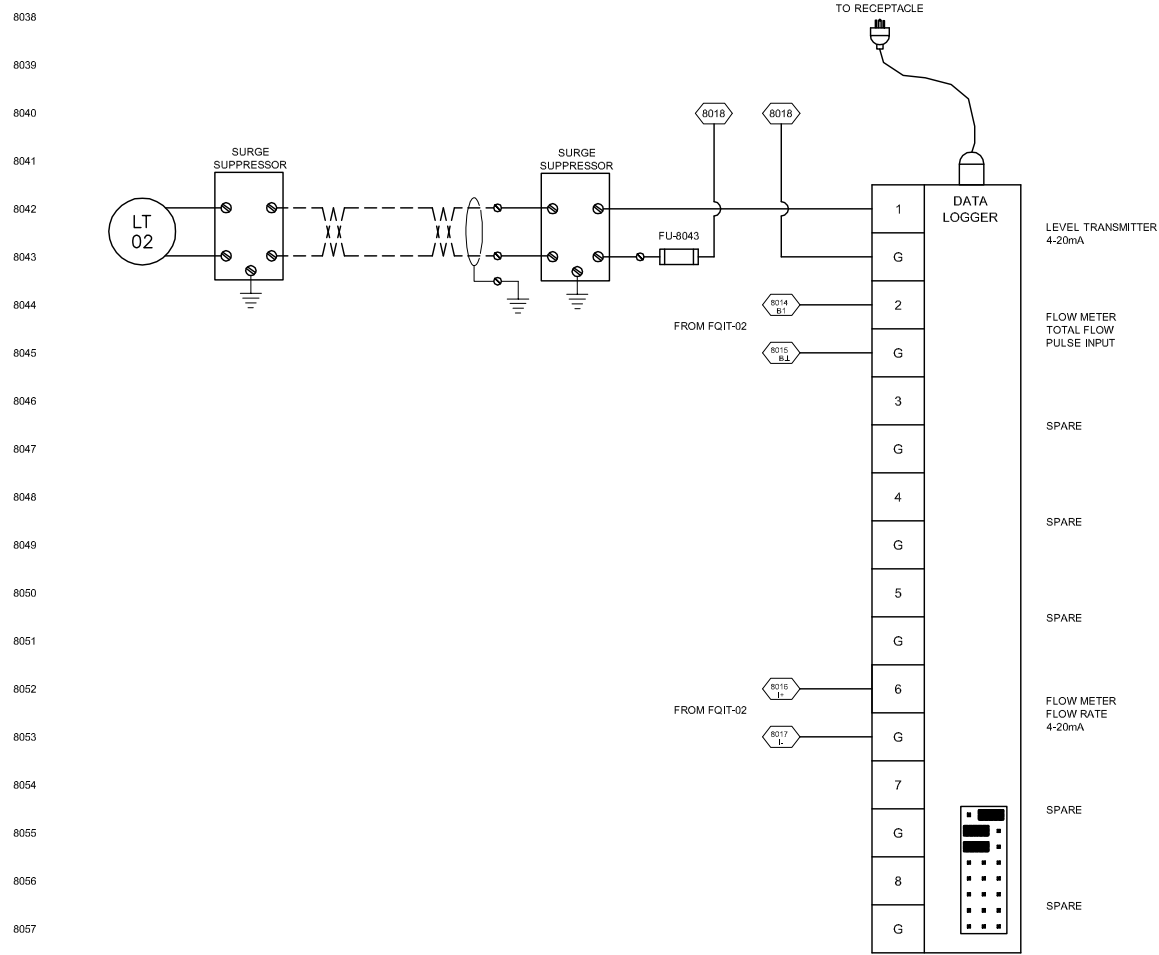 TO RECEPTACLE
8038
8039
8040
8018
8018
8041
SURGE
SUPPRESSOR
SURGE
SUPPRESSOR
8042
LT
02
1
DATA
LOGGER
LEVEL TRANSMITTER
4-20mA
8043
FU-8043
G
8044
8014
B1
2
FROM FQIT-02
FLOW METER
TOTAL FLOW
PULSE INPUT
8045
8015
B⊥
G
8046
3
SPARE
8047
G
8048
4
SPARE
8049
G
8050
5
SPARE
8051
G
8052
8016
I+
6
FROM FQIT-02
FLOW METER
FLOW RATE
4-20mA
8053
8017
I-
G
8054
7
SPARE
8055
G
8056
8
SPARE
8057
G